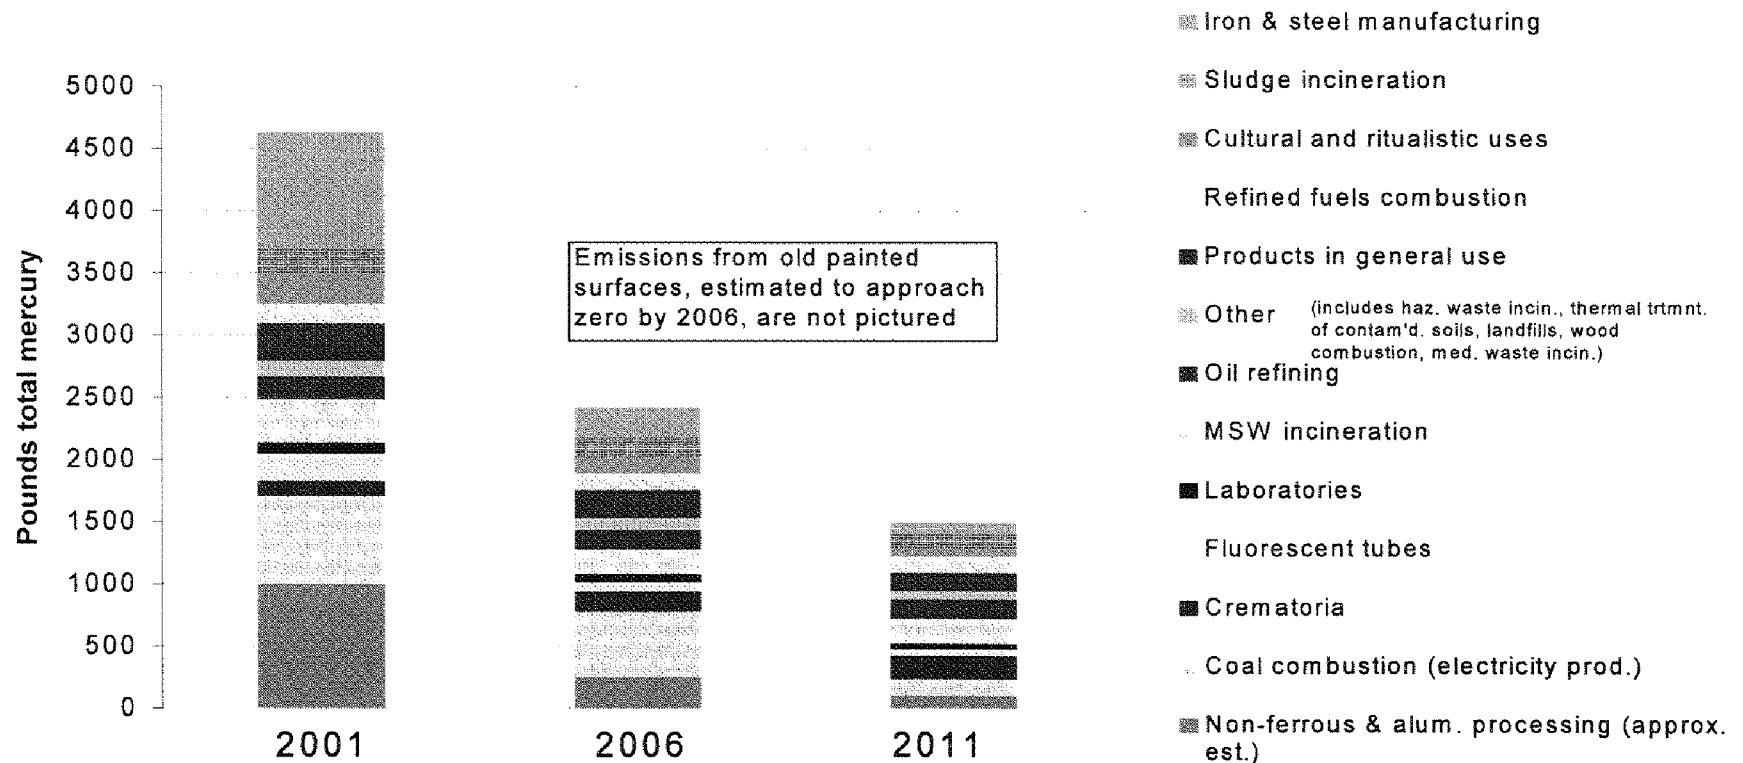 Pounds total mercury
5000
4500
4000
3500
3000
2500
2000
1500
1000
500
0
2001
2006
2011
Emissions from old painted
surfaces, estimated to approach
zero by 2006, are not pictured
Iron & steel manufacturing
Sludge incineration
Cultural and ritualistic uses
Refined fuels combustion
Products in general use
Other (includes haz. waste incin., thermal trtmnt.
of contam'd. soils, landfills, wood
combustion, med. waste incin.)
Oil refining
MSW incineration
Laboratories
Fluorescent tubes
Crematoria
Coal combustion (electricity prod.)
Non-ferrous & alum. processing (approx.
est.)